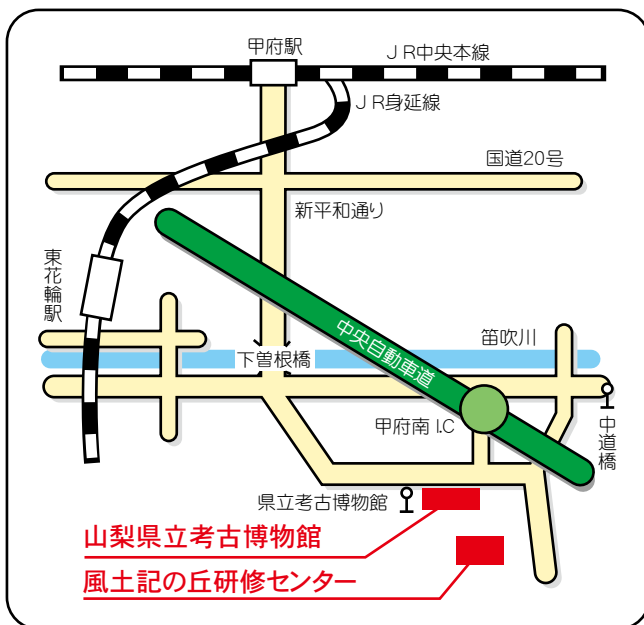 甲府駅
JR中央本線
JR身延線
国道20号
新平和通り
東花輪駅
中央自動車道
笛吹川
下曽根橋
甲府南 I.C
中道橋
県立考古博物館
山梨県立考古博物館
風土記の丘研修センター